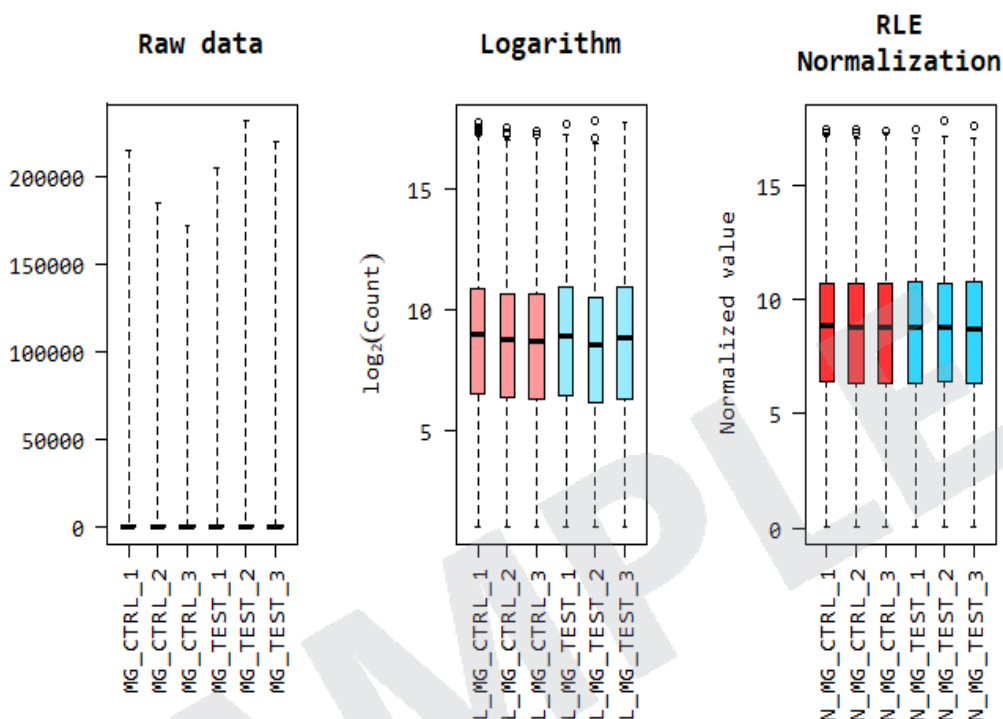 Raw data
200000
150000
100000
50000
0
MG_CTRL_1
MG_CTRL_2
MG_CTRL_3
MG_TEST_1
MG_TEST_2
MG_TEST_3
Logarithm
log₂(Count)
15
10
5
L_MG_CTRL_1
L_MG_CTRL_2
L_MG_CTRL_3
L_MG_TEST_1
L_MG_TEST_2
L_MG_TEST_3
RLE
Normalization
Normalized value
15
10
5
0
N_MG_CTRL_1
N_MG_CTRL_2
N_MG_CTRL_3
N_MG_TEST_1
N_MG_TEST_2
N_MG_TEST_3